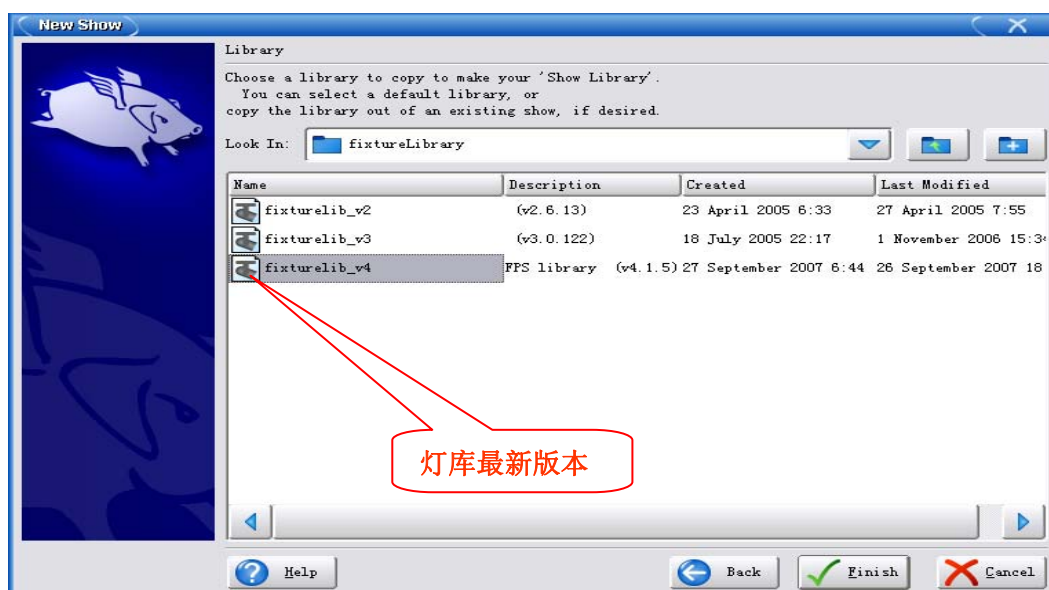 New Show
Library
Choose a library to copy to make your 'Show Library'.
You can select a default library, or
copy the library out of an existing show, if desired.
Look In: fixtureLibrary
Name Description Created Last Modified
fixturelib_v2 (v2.6.13) 23 April 2005 6:33 27 April 2005 7:55
fixturelib_v3 (v3.0.122) 18 July 2005 22:17 1 November 2006 15:3
fixturelib_v4 FPS library (v4.1.5) 27 September 2007 6:44 26 September 2007 18
灯库最新版本
Help Back Finish Cancel